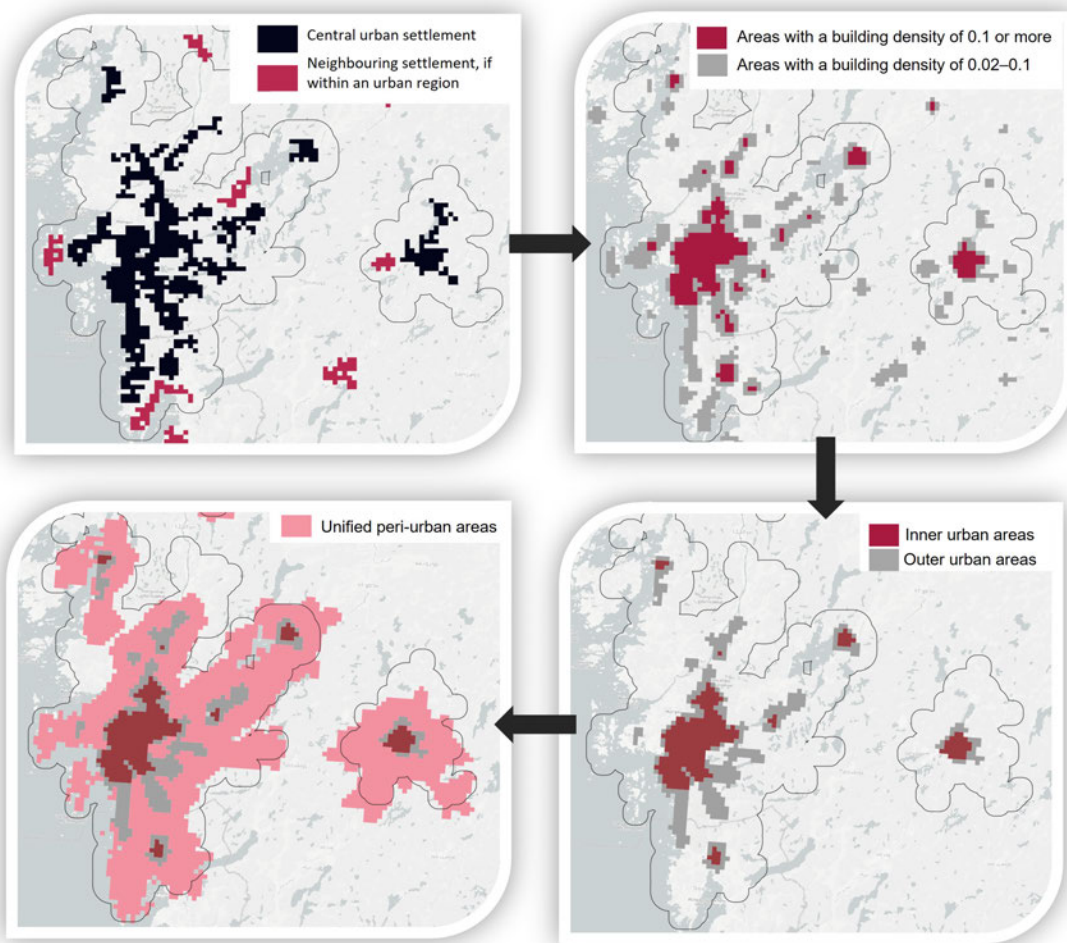 Central urban settlement
Neighbouring settlement, if
within an urban region
Areas with a building density of 0.1 or more
Areas with a building density of 0.02–0.1
Unified peri-urban areas
Inner urban areas
Outer urban areas